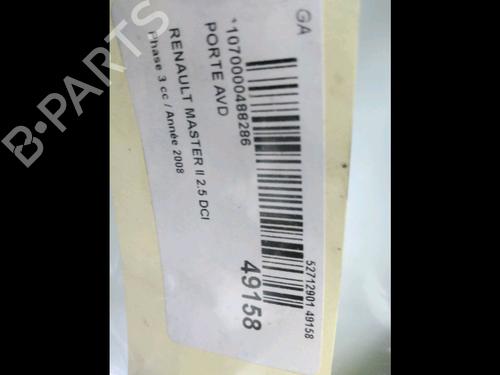 GA
*1070000488286
PORTE AVD
RENAULT MASTER II 2.5 DCI
Phase 3 cc / Année 2008
49158
52712901 49158
B-PARTS